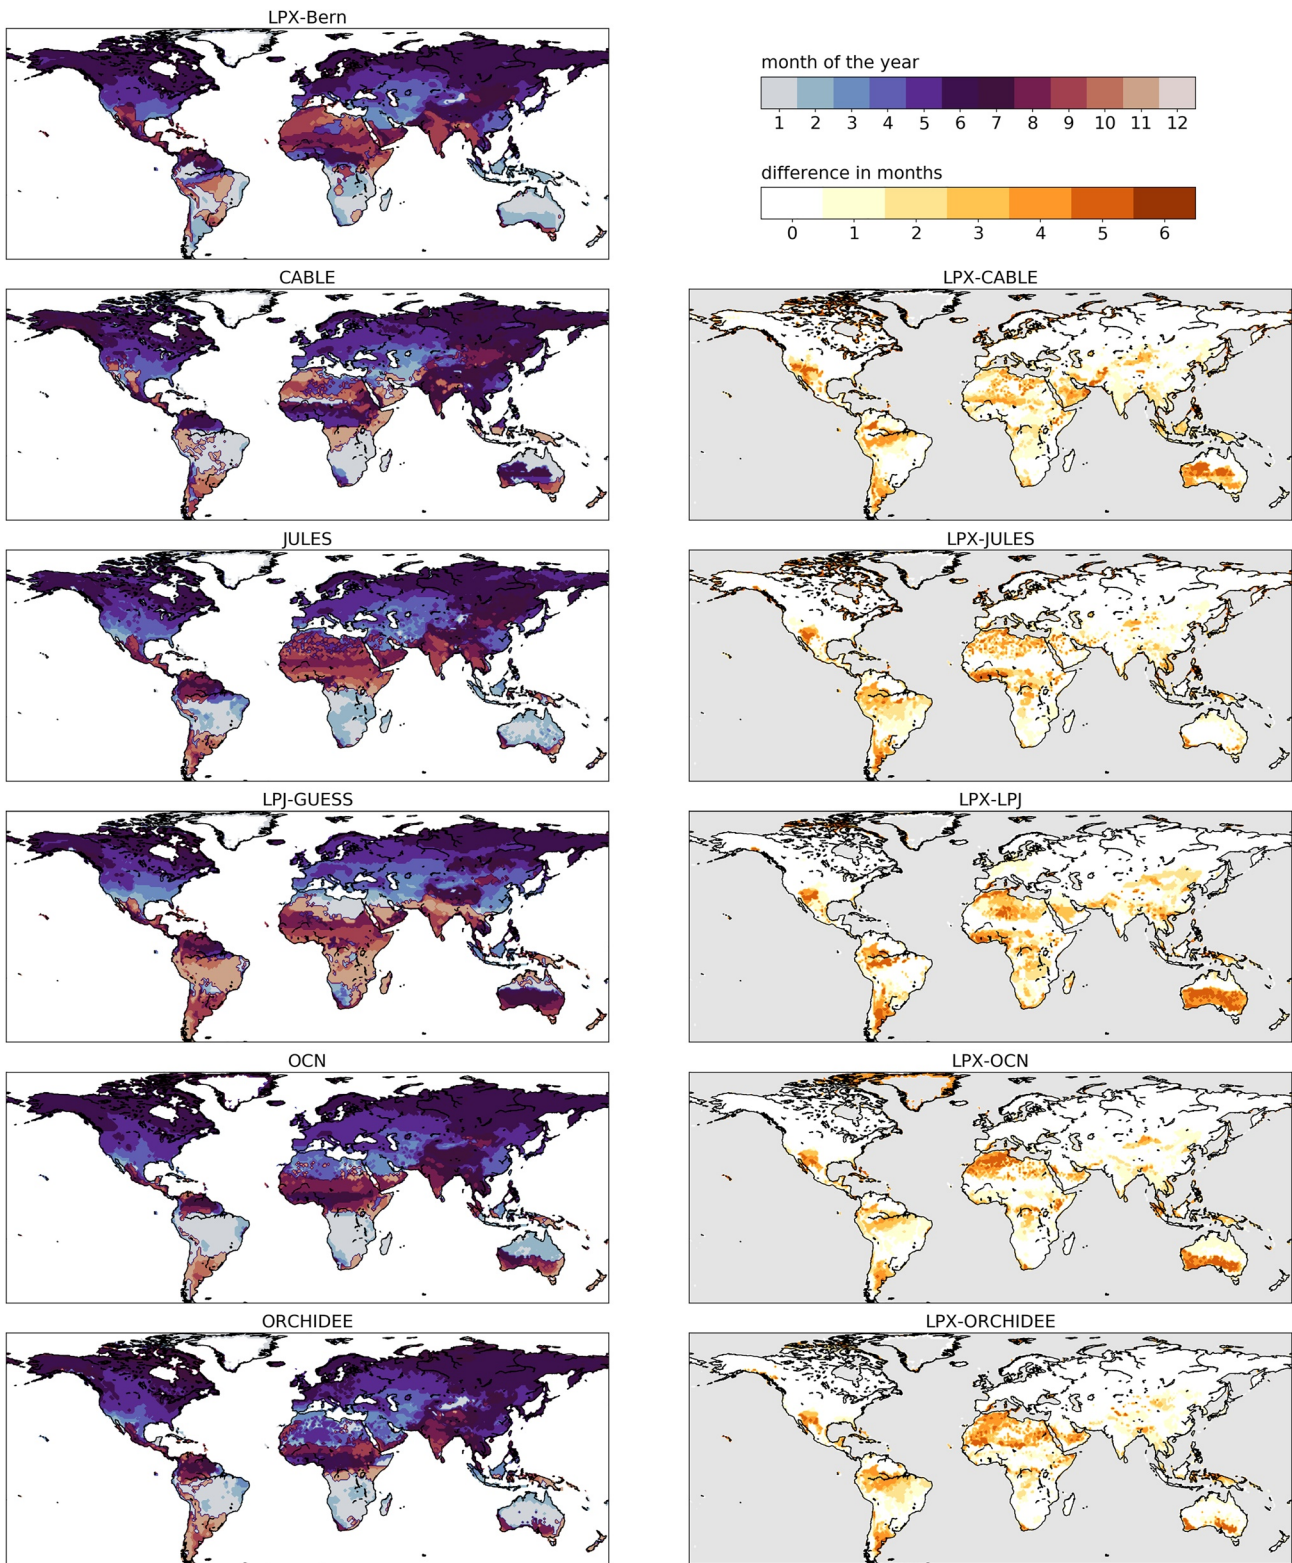 LPX-Bern
month of the year
1 2 3 4 5 6 7 8 9 10 11 12
difference in months
0 1 2 3 4 5 6
CABLE
LPX-CABLE
JULES
LPX-JULES
LPJ-GUESS
LPX-LPJ
OCN
LPX-OCN
ORCHIDEE
LPX-ORCHIDEE